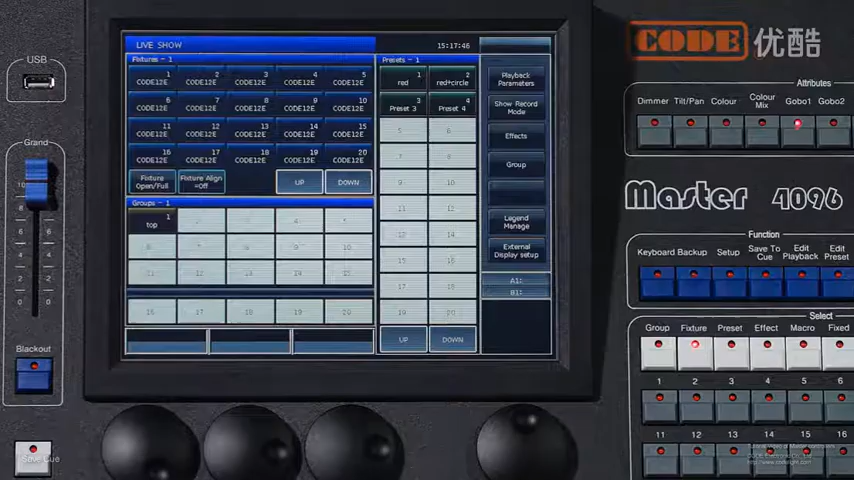 CODE 优酷
USB
LIVE SHOW 15:17:46
Fixtures - 1
1 2 3 4 5
CODE12E CODE12E CODE12E CODE12E CODE12E
6 7 8 9 10
CODE12E CODE12E CODE12E CODE12E CODE12E
11 12 13 14 15
CODE12E CODE12E CODE12E CODE12E CODE12E
16 17 18 19 20
CODE12E CODE12E CODE12E CODE12E CODE12E
Fixture Open/Full Fixture Align =Off UP DOWN
Groups - 1
1
top
4 5
6 7 8 9 10
11 12 13 14 15
16 17 18 19 20
Presets - 1
1 2
red red+circle
3 4
Preset 3 Preset 4
5 6
7 8
9 10
11 12
13 14
15 16
17 18
19 20
UP DOWN
Playback Parameters
Show Record Mode
Effects
Group
Legend Manage
External Display setup
A1:
B1:
Grand
10
8 8
6 6
4 4
2 2
0 0
Blackout
Save Cue
Attributes
Dimmer Tilt/Pan Colour Colour Mix Gobo1 Gobo2
Master 4096
Function
Keyboard Backup Setup Save To Cue Edit Playback Edit Preset
Select
Group Fixture Preset Effect Macro Fixed
1 2 3 4 5 6
11 12 13 14 15 16